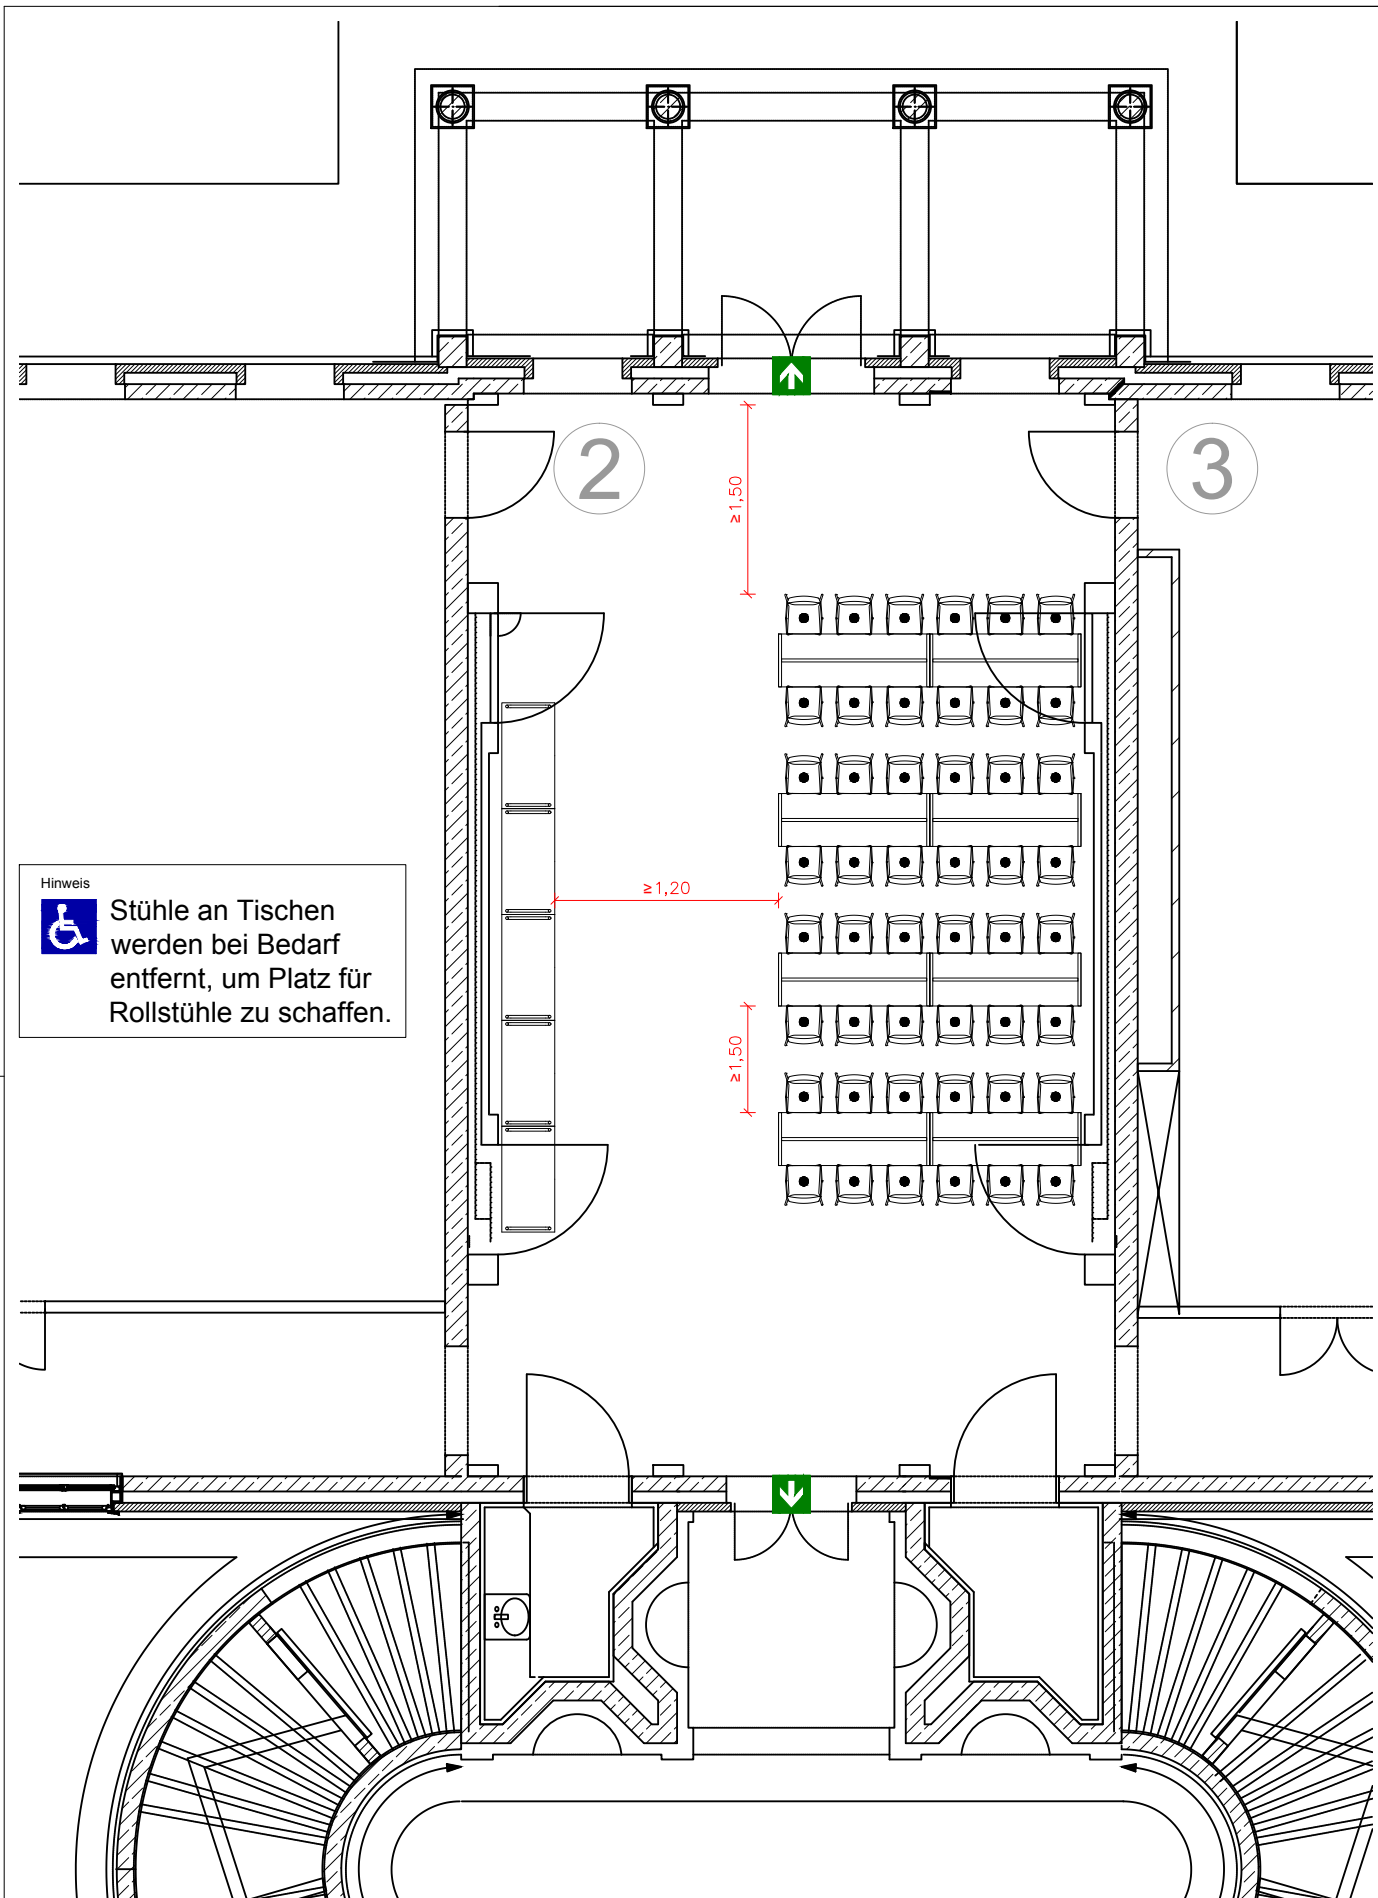 2
3
≥1,50
≥1,20
Hinweis
Stühle an Tischen
werden bei Bedarf
entfernt, um Platz für
Rollstühle zu schaffen.
≥1,50